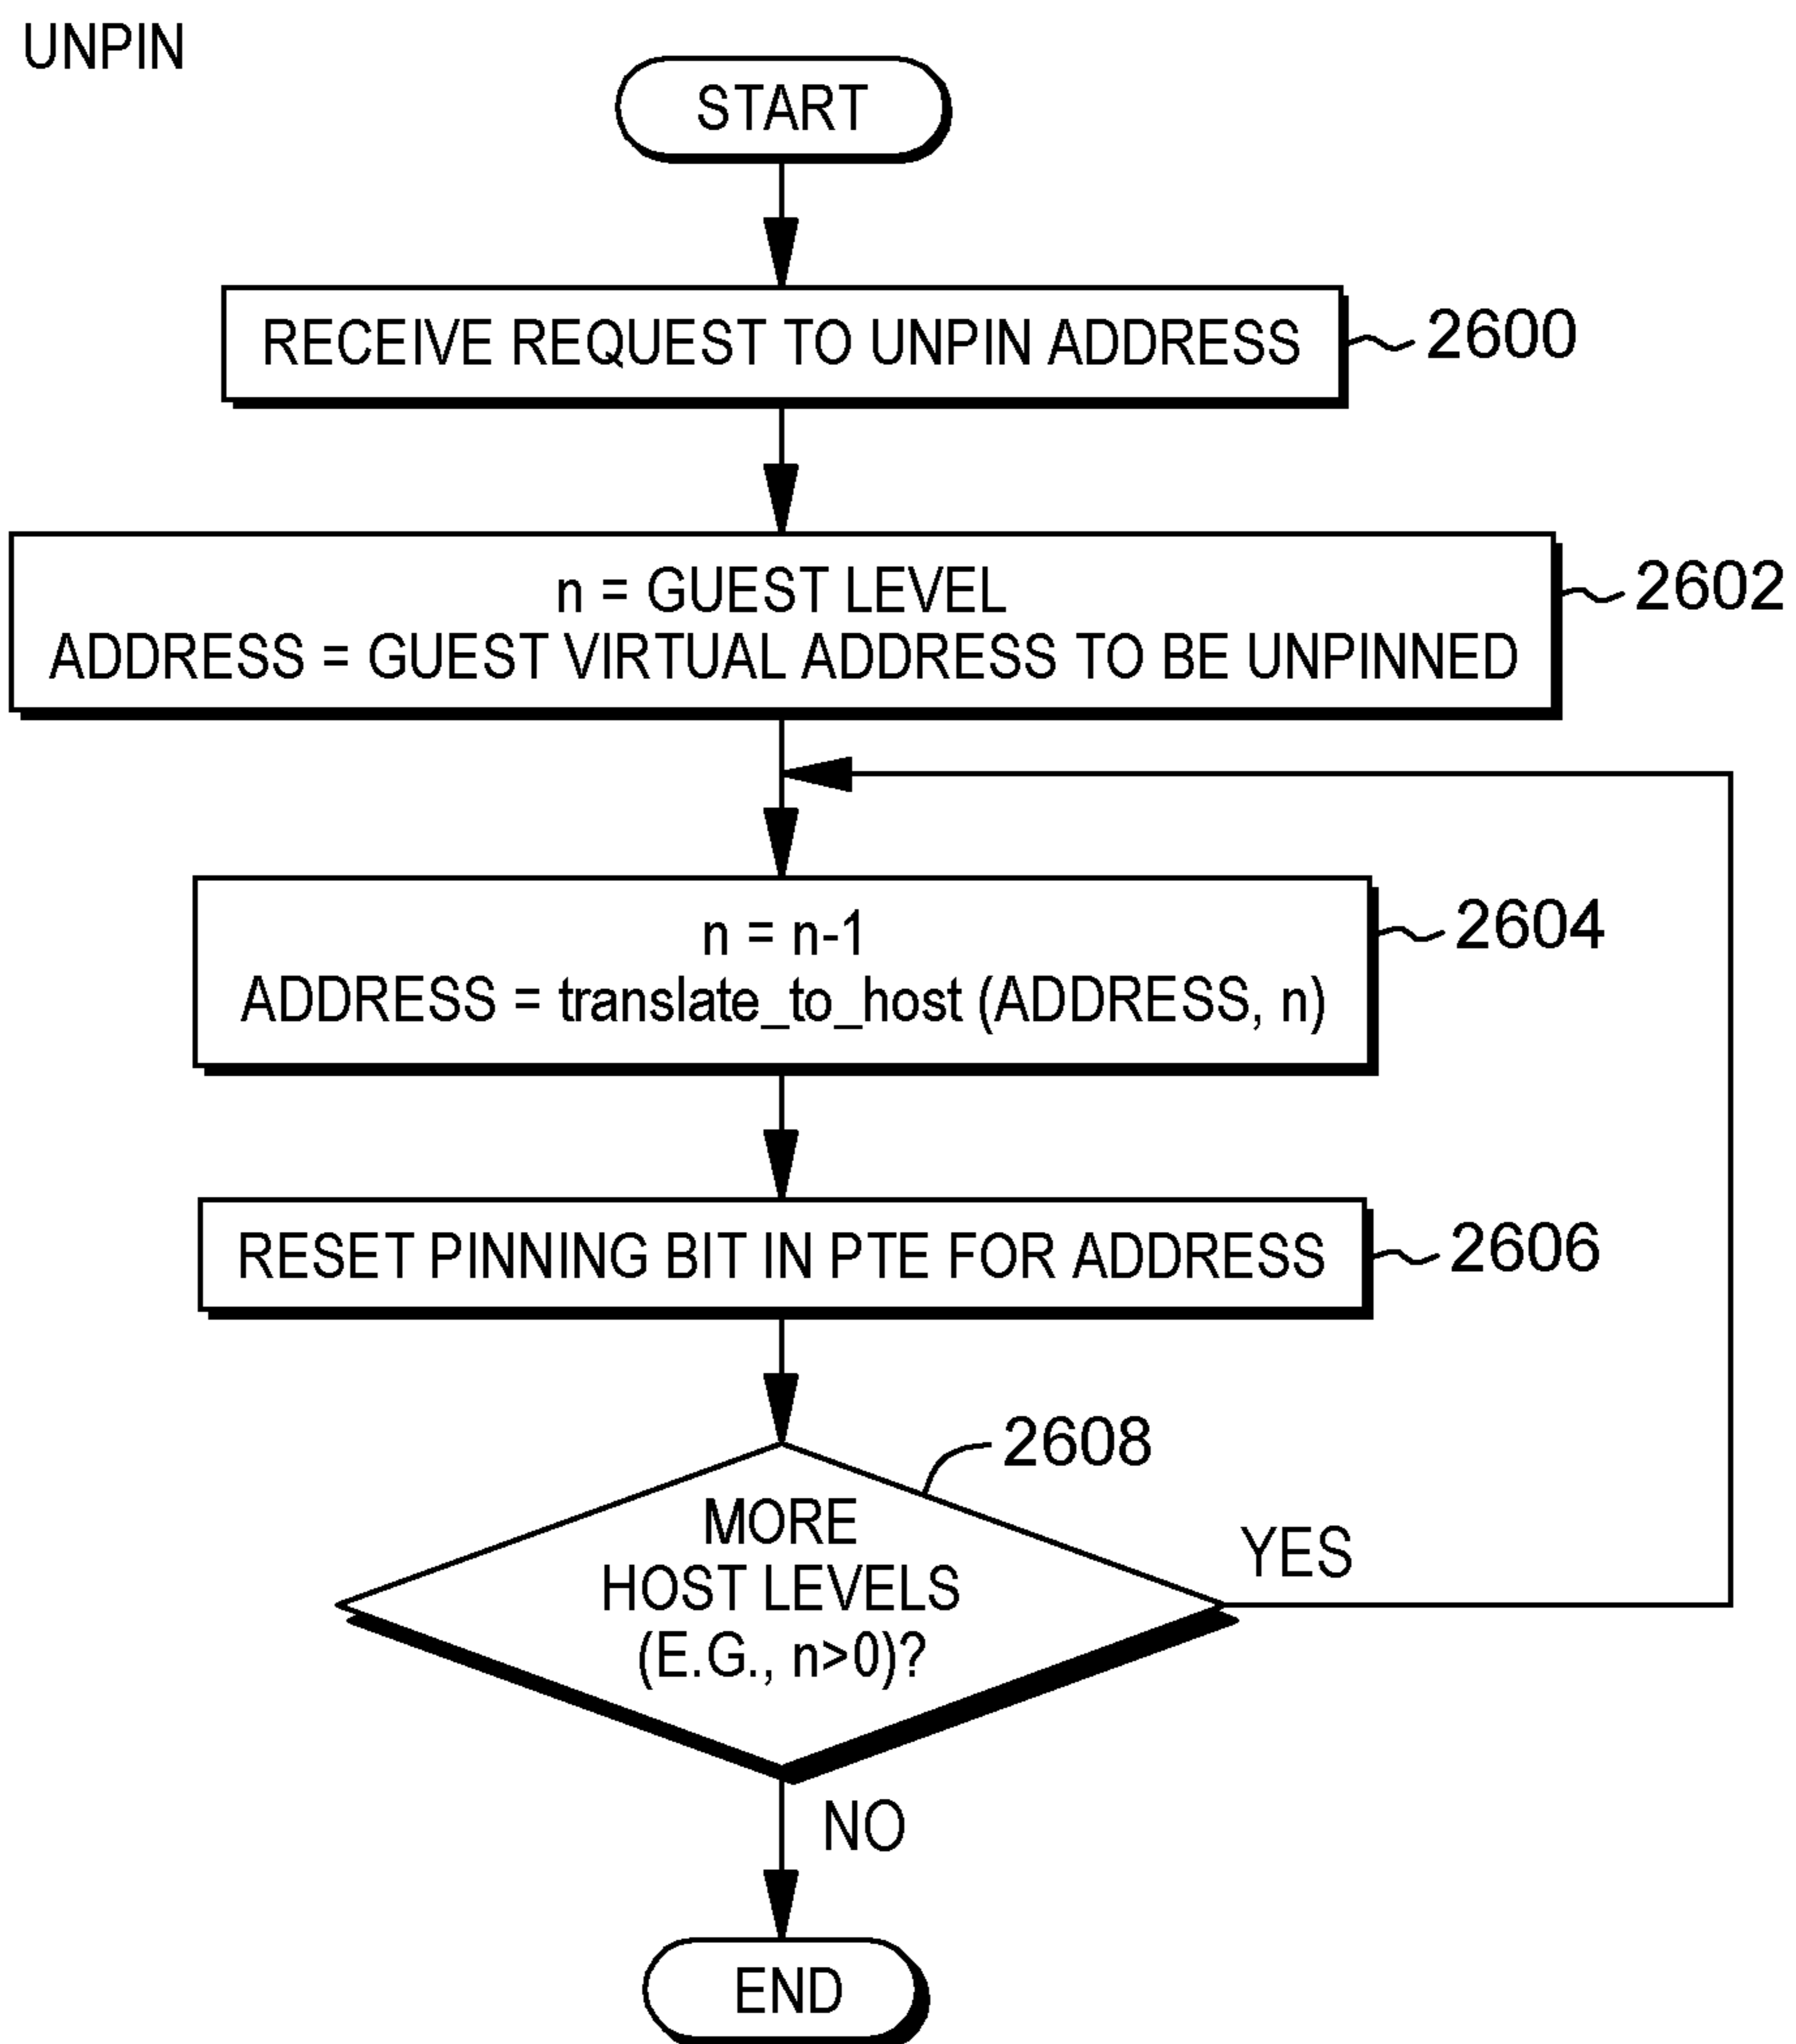 UNPIN
START
RECEIVE REQUEST TO UNPIN ADDRESS
2600
n = GUEST LEVEL
ADDRESS = GUEST VIRTUAL ADDRESS TO BE UNPINNED
2602
n = n-1
ADDRESS = translate_to_host (ADDRESS, n)
2604
RESET PINNING BIT IN PTE FOR ADDRESS
2606
2608
MORE
HOST LEVELS
(E.G., n>0)?
YES
NO
END